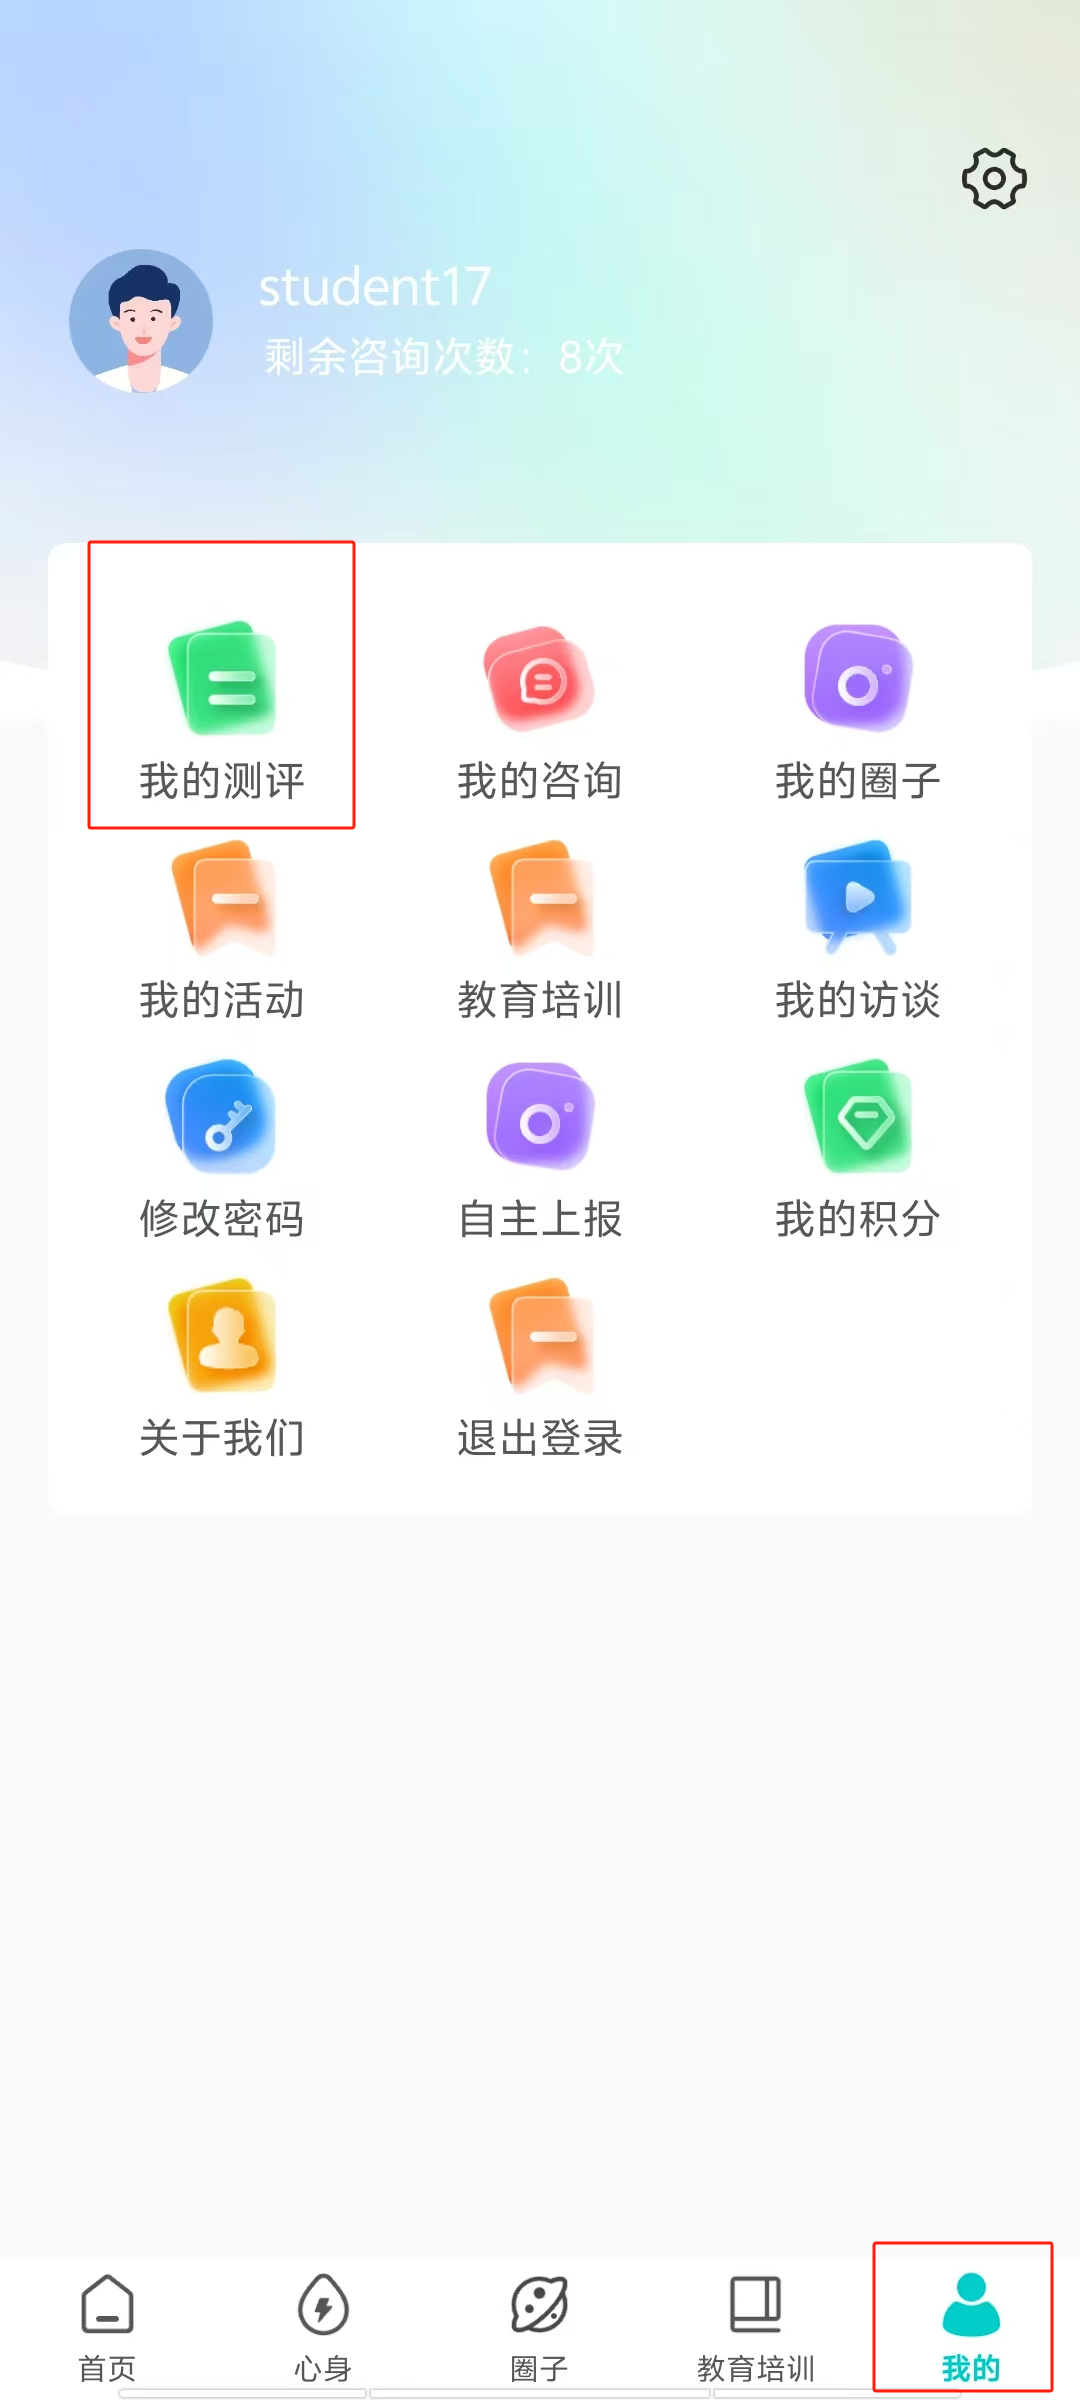 student17
剩余咨询次数：8次
我的测评 我的咨询 我的圈子
我的活动 教育培训 我的访谈
修改密码 自主上报 我的积分
关于我们 退出登录
首页 心身 圈子 教育培训 我的